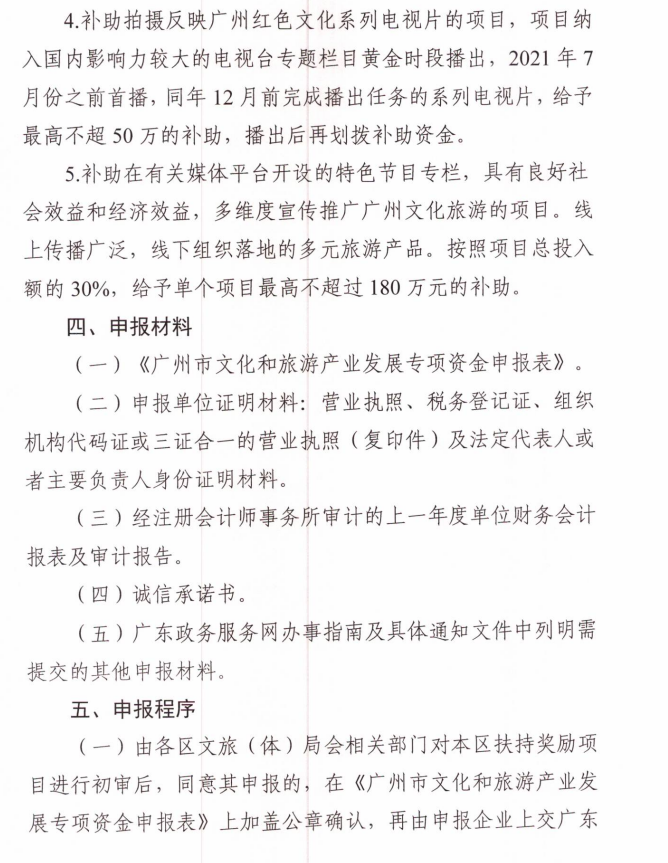 4.补助拍摄反映广州红色文化系列电视片的项目，项目纳
入国内影响力较大的电视台专题栏目黄金时段播出，2021 年 7
月份之前首播，同年 12 月前完成播出任务的系列电视片，给予
最高不超 50 万的补助，播出后再划拨补助资金。
5.补助在有关媒体平台开设的特色节目专栏，具有良好社
会效益和经济效益，多维度宣传推广广州文化旅游的项目。线
上传播广泛，线下组织落地的多元旅游产品。按照项目总投入
额的 30%，给予单个项目最高不超过 180 万元的补助。
四、申报材料
（一）《广州市文化和旅游产业发展专项资金申报表》。
（二）申报单位证明材料：营业执照、税务登记证、组织
机构代码证或三证合一的营业执照（复印件）及法定代表人或
者主要负责人身份证明材料。
（三）经注册会计师事务所审计的上一年度单位财务会计
报表及审计报告。
（四）诚信承诺书。
（五）广东政务服务网办事指南及具体通知文件中列明需
提交的其他申报材料。
五、申报程序
（一）由各区文旅（体）局会相关部门对本区扶持奖励项
目进行初审后，同意其申报的，在《广州市文化和旅游产业发
展专项资金申报表》上加盖公章确认，再由申报企业上交广东